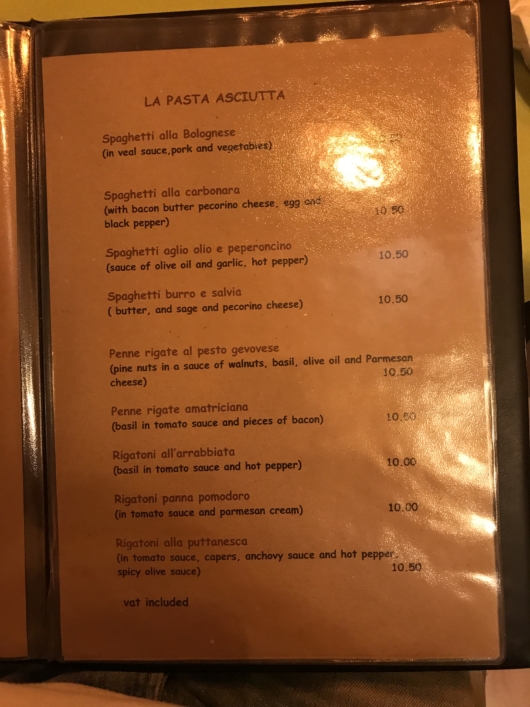 LA PASTA ASCIUTTA
Spaghetti alla Bolognese
(in veal sauce,pork and vegetables)
Spaghetti alla carbonara
(with bacon butter pecorino cheese, egg and
black pepper) 10.50
Spaghetti aglio olio e peperoncino
(sauce of olive oil and garlic, hot pepper) 10.50
Spaghetti burro e salvia
( butter, and sage and pecorino cheese) 10.50
Penne rigate al pesto gevovese
(pine nuts in a sauce of walnuts, basil, olive oil and Parmesan
cheese) 10.50
Penne rigate amatriciana
(basil in tomato sauce and pieces of bacon) 10.50
Rigatoni all'arrabbiata
(basil in tomato sauce and hot pepper) 10.00
Rigatoni panna pomodoro
(in tomato sauce and parmesan cream) 10.00
Rigatoni alla puttanesca
(in tomato sauce, capers, anchovy sauce and hot pepper,
spicy olive sauce) 10.50
vat included